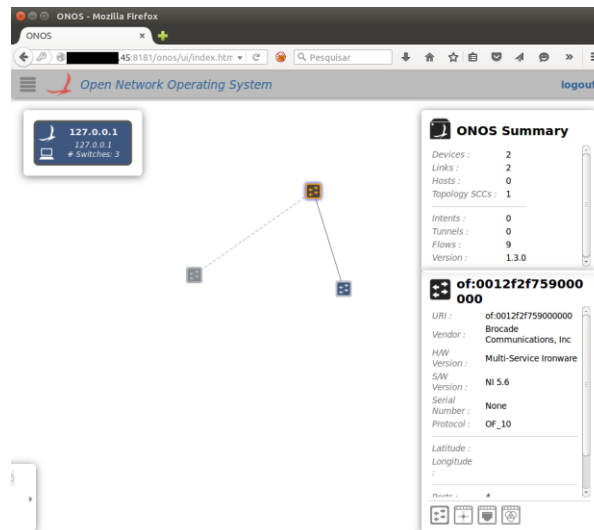 ONOS - Mozilla Firefox
ONOS
.45:8181/onos/ui/index.htm
Pesquisar
Open Network Operating System
logout
127.0.0.1
127.0.0.1
# Switches: 3
ONOS Summary
Devices : 2
Links : 2
Hosts : 0
Topology SCCs : 1
Intents : 0
Tunnels : 0
Flows : 9
Version : 1.3.0
of:0012f2f759000
000
URI : of:0012f2f759000000
Vendor : Brocade
Communications, Inc
H/W
Version : Multi-Service Ironware
S/W
Version : NI 5.6
Serial
Number : None
Protocol : OF_10
Latitude :
Longitude
:
Ports : 4